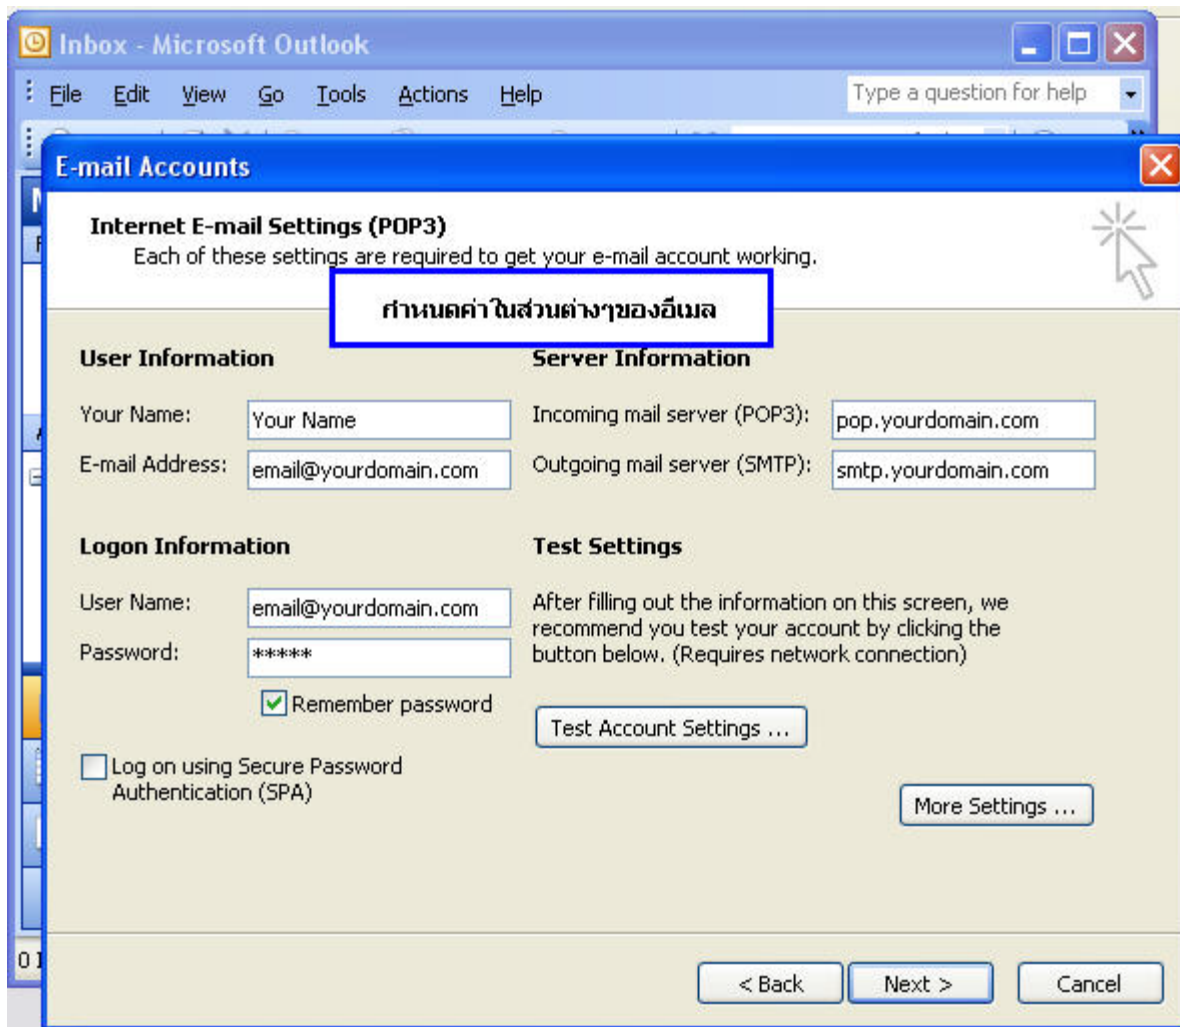 Inbox - Microsoft Outlook
File Edit View Go Tools Actions Help
Type a question for help
E-mail Accounts
Internet E-mail Settings (POP3)
Each of these settings are required to get your e-mail account working.
กำหนดค่าในส่วนต่างๆของอีเมล
User Information
Your Name: Your Name
E-mail Address: email@yourdomain.com
Server Information
Incoming mail server (POP3): pop.yourdomain.com
Outgoing mail server (SMTP): smtp.yourdomain.com
Logon Information
User Name: email@yourdomain.com
Password: *****
Remember password
Log on using Secure Password
Authentication (SPA)
Test Settings
After filling out the information on this screen, we
recommend you test your account by clicking the
button below. (Requires network connection)
Test Account Settings ...
More Settings ...
< Back Next > Cancel